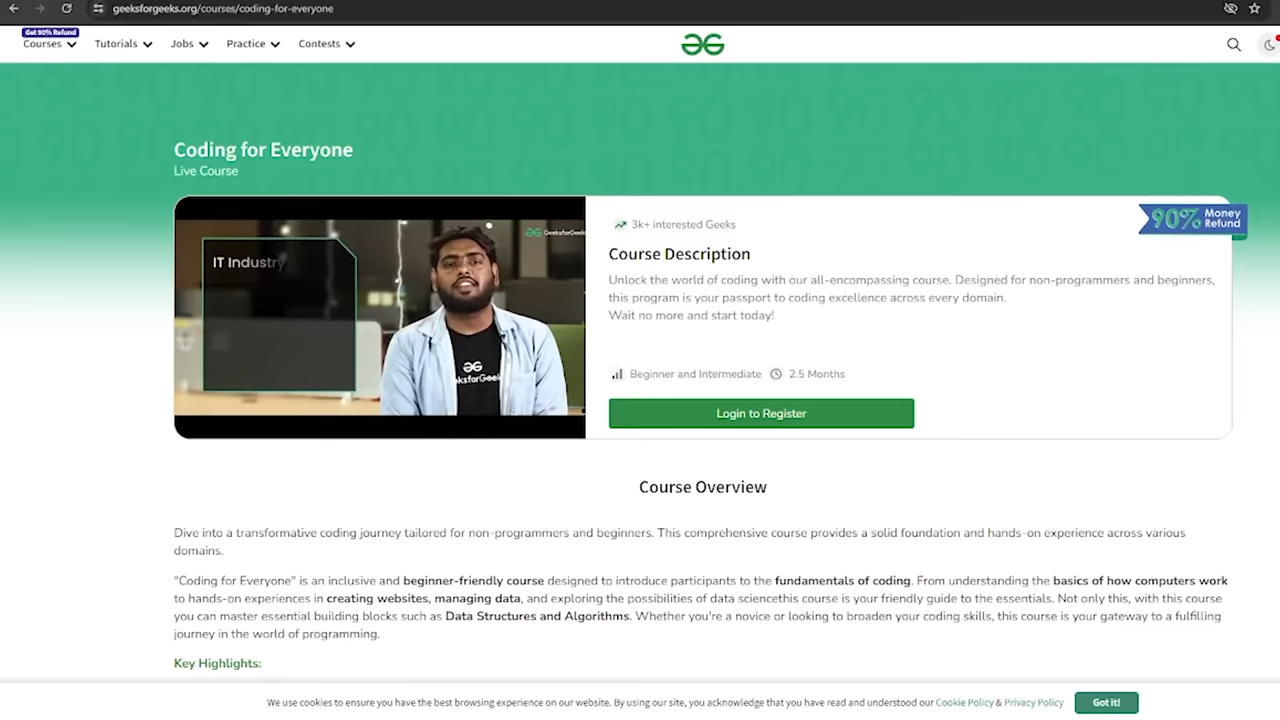 geeksforgeeks.org/courses/coding-for-everyone
Get 90% Refund
Courses Tutorials Jobs Practice Contests
Coding for Everyone
Live Course
90% Money Refund
3k+ interested Geeks
GeeksforGeeks
IT Industry
Course Description
Unlock the world of coding with our all-encompassing course. Designed for non-programmers and beginners,
this program is your passport to coding excellence across every domain.
Wait no more and start today!
Beginner and Intermediate 2.5 Months
Login to Register
Course Overview
Dive into a transformative coding journey tailored for non-programmers and beginners. This comprehensive course provides a solid foundation and hands-on experience across various
domains.
"Coding for Everyone" is an inclusive and beginner-friendly course designed to introduce participants to the fundamentals of coding. From understanding the basics of how computers work
to hands-on experiences in creating websites, managing data, and exploring the possibilities of data sciencethis course is your friendly guide to the essentials. Not only this, with this course
you can master essential building blocks such as Data Structures and Algorithms. Whether you're a novice or looking to broaden your coding skills, this course is your gateway to a fulfilling
journey in the world of programming.
Key Highlights:
We use cookies to ensure you have the best browsing experience on our website. By using our site, you acknowledge that you have read and understood our Cookie Policy & Privacy Policy Got it!